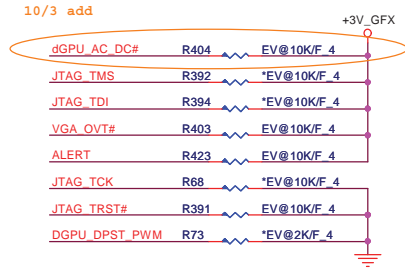 10/3 add
+3V_GFX
dGPU_AC_DC# R404 EV@10K/F_4
JTAG_TMS R392 *EV@10K/F_4
JTAG_TDI R394 *EV@10K/F_4
VGA_OVT# R403 EV@10K/F_4
ALERT R423 EV@10K/F_4
JTAG_TCK R68 *EV@10K/F_4
JTAG_TRST# R391 EV@10K/F_4
DGPU_DPST_PWM R73 *EV@2K/F_4